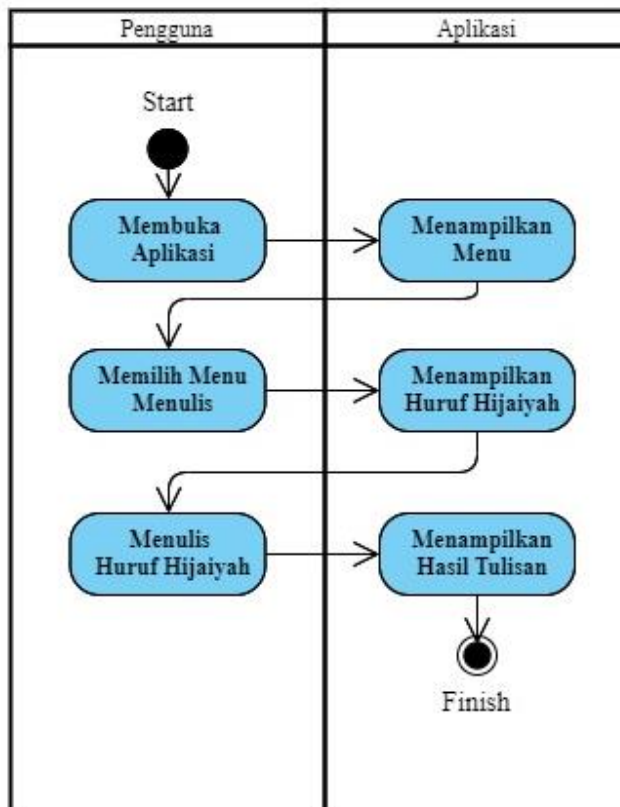 Pengguna
Aplikasi
Start
Membuka
Aplikasi
Menampilkan
Menu
Memilih Menu
Menulis
Menampilkan
Huruf Hijaiyah
Menulis
Huruf Hijaiyah
Menampilkan
Hasil Tulisan
Finish